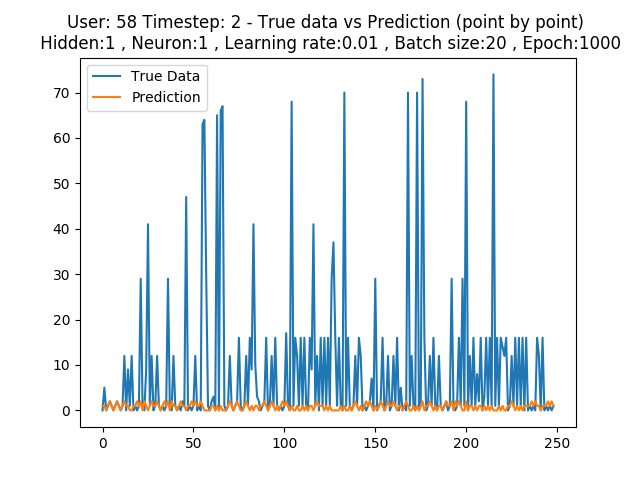 User: 58 Timestep: 2 - True data vs Prediction (point by point)
Hidden:1 , Neuron:1 , Learning rate:0.01 , Batch size:20 , Epoch:1000
True Data
Prediction
70
60
50
40
30
20
10
0
0 50 100 150 200 250